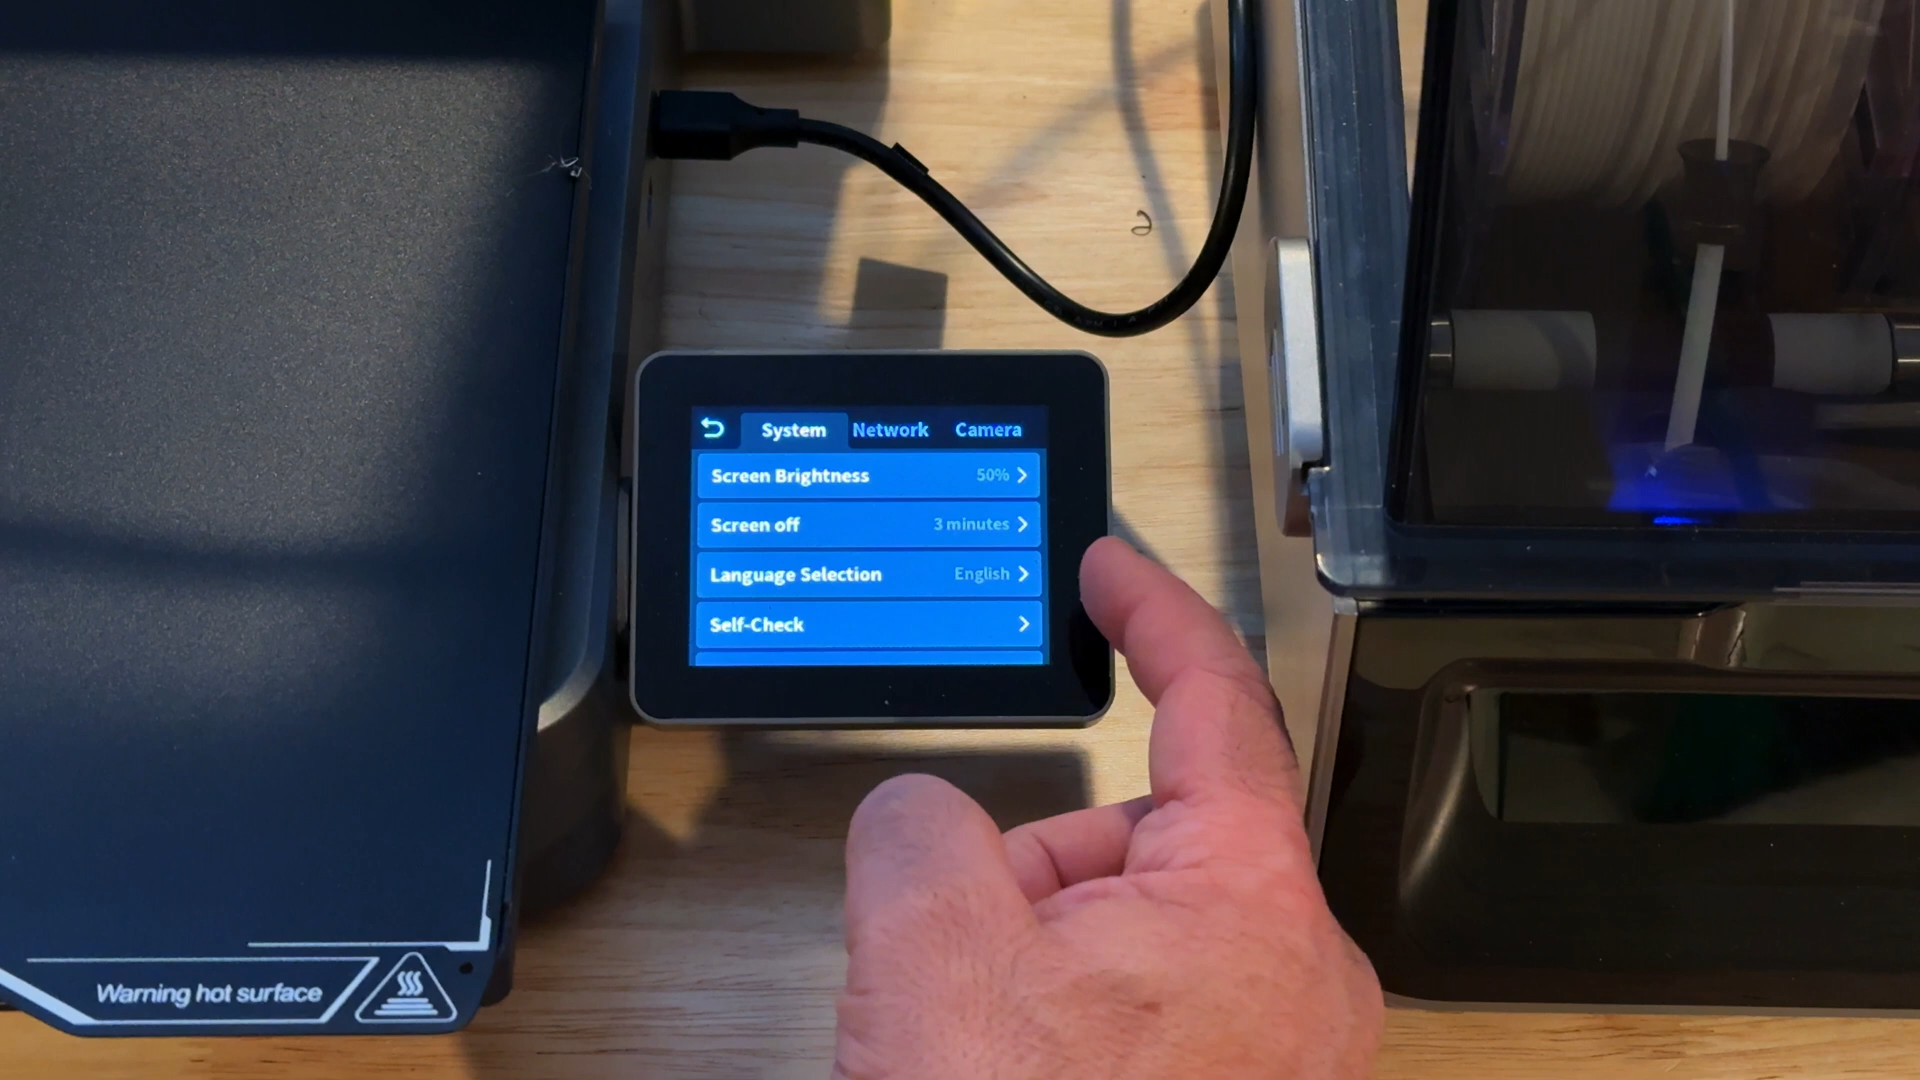 System Network Camera
Screen Brightness 50%
Screen off 3 minutes
Language Selection English
Self-Check
Warning hot surface